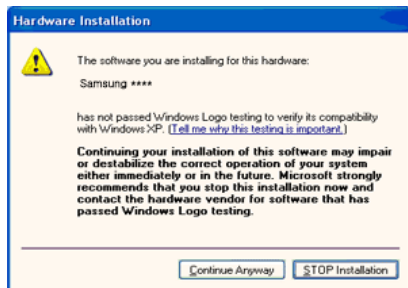 Hardware Installation
The software you are installing for this hardware:
Samsung ****
has not passed Windows Logo testing to verify its compatibility
with Windows XP. (Tell me why this testing is important.)
Continuing your installation of this software may impair
or destabilize the correct operation of your system
either immediately or in the future. Microsoft strongly
recommends that you stop this installation now and
contact the hardware vendor for software that has
passed Windows Logo testing.
Continue Anyway STOP Installation